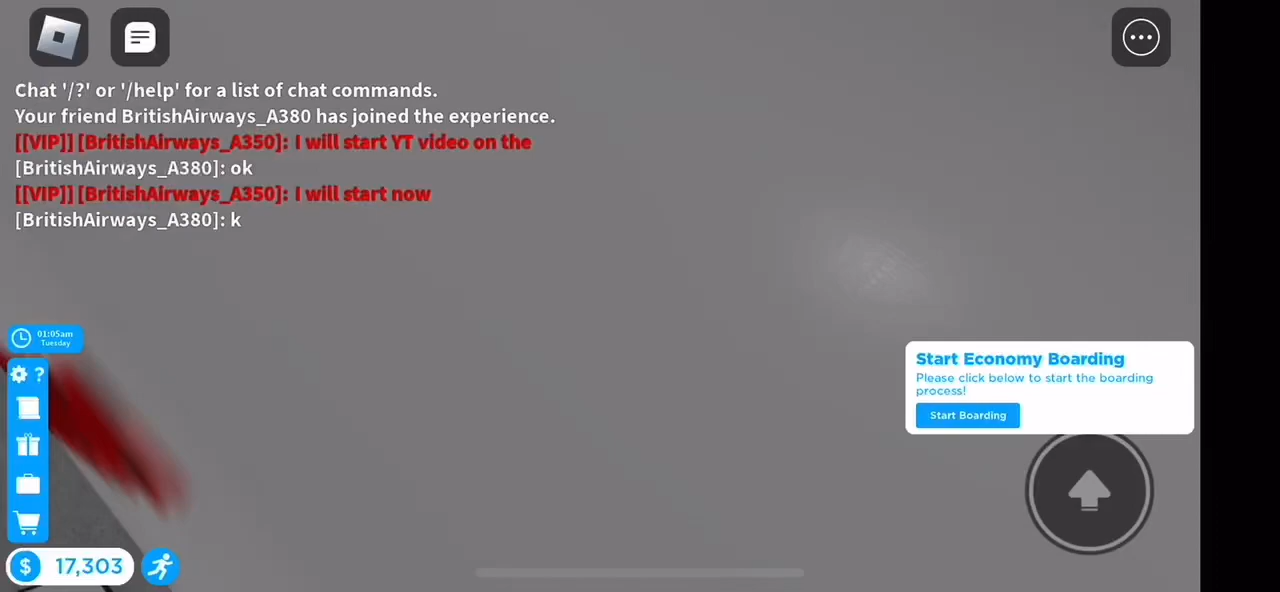 Chat '/?' or '/help' for a list of chat commands.
Your friend BritishAirways_A380 has joined the experience.
[[VIP]] [BritishAirways_A350]: I will start YT video on the
[BritishAirways_A380]: ok
[[VIP]] [BritishAirways_A350]: I will start now
[BritishAirways_A380]: k
01:05am
Tuesday
?
Start Economy Boarding
Please click below to start the boarding
process!
Start Boarding
$ 17,303